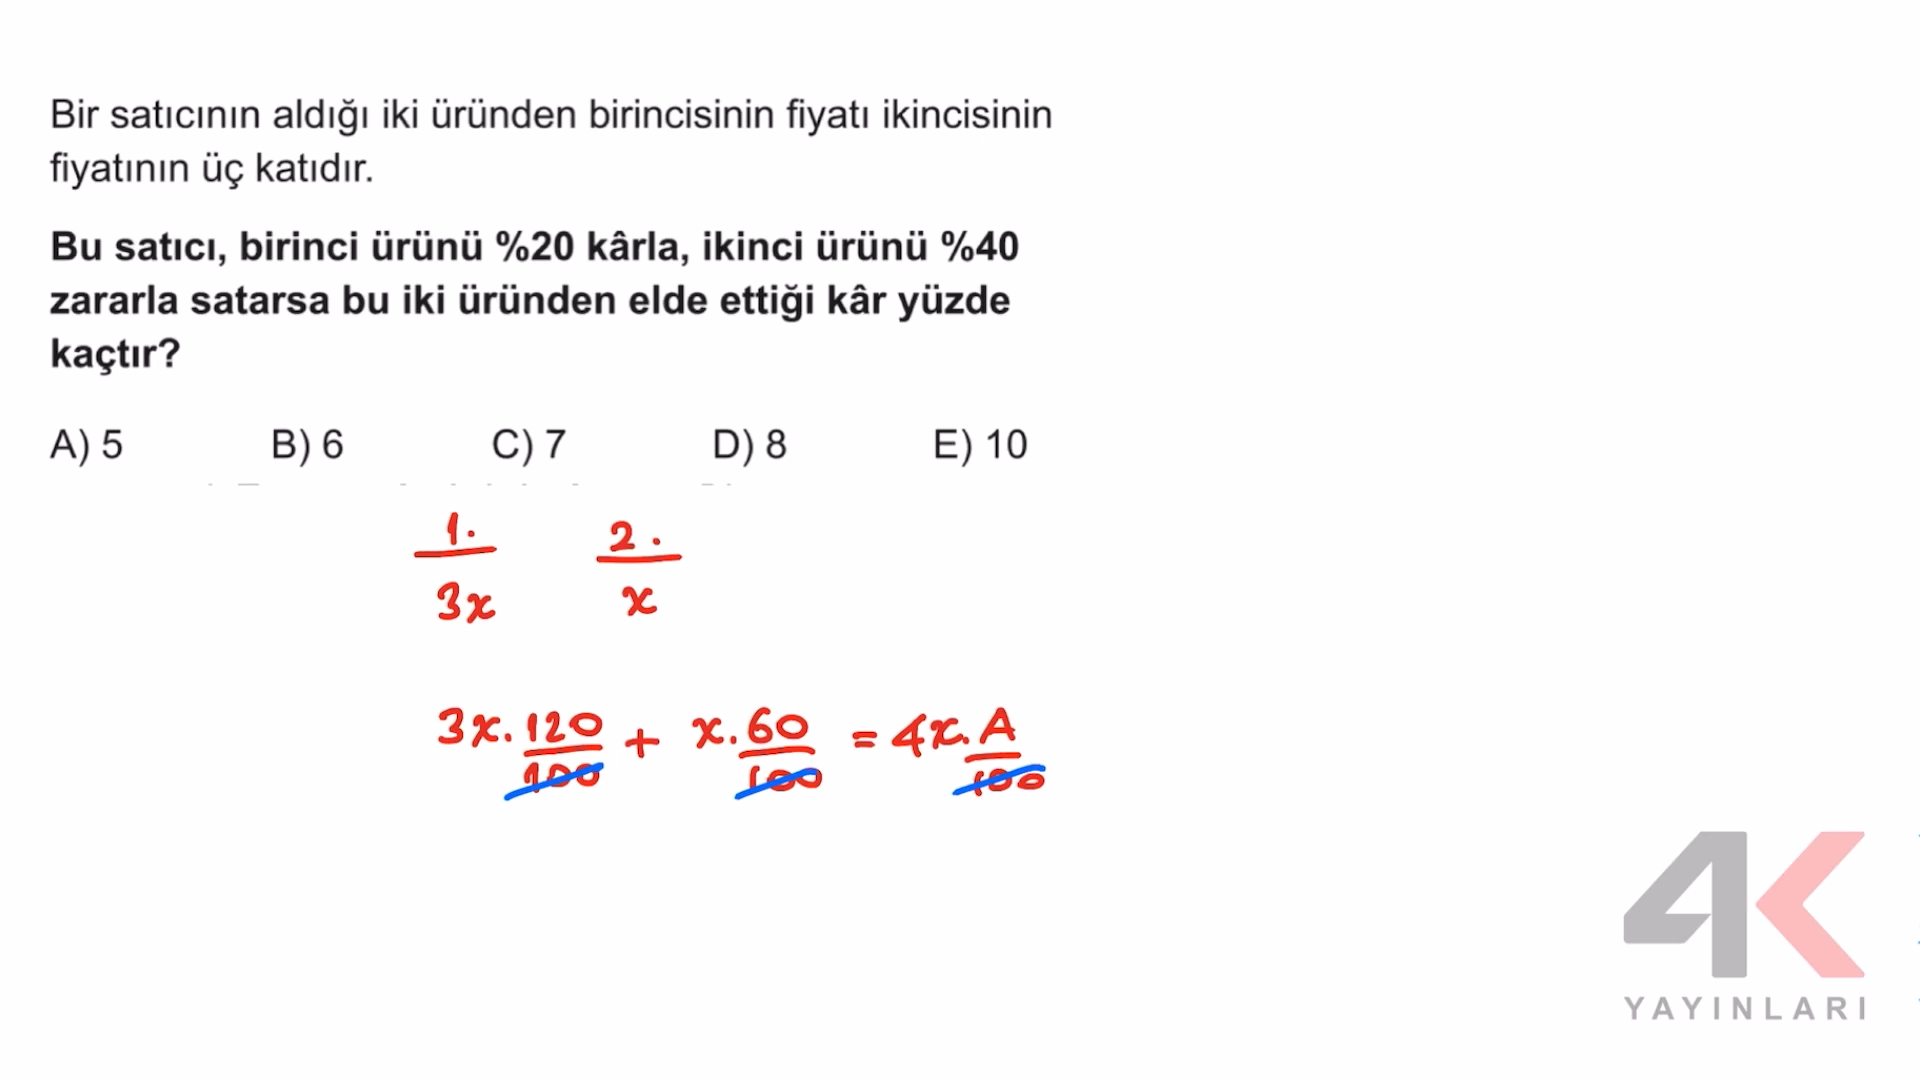 Bir satıcının aldığı iki üründen birincisinin fiyatı ikincisinin
fiyatının üç katıdır.
Bu satıcı, birinci ürünü %20 kârla, ikinci ürünü %40
zararla satarsa bu iki üründen elde ettiği kâr yüzde
kaçtır?
A) 5 B) 6 C) 7 D) 8 E) 10
1. 2.
3x x
3x.120/100 + x.60/100 = 4x.A/100
4K
YAYINLARI